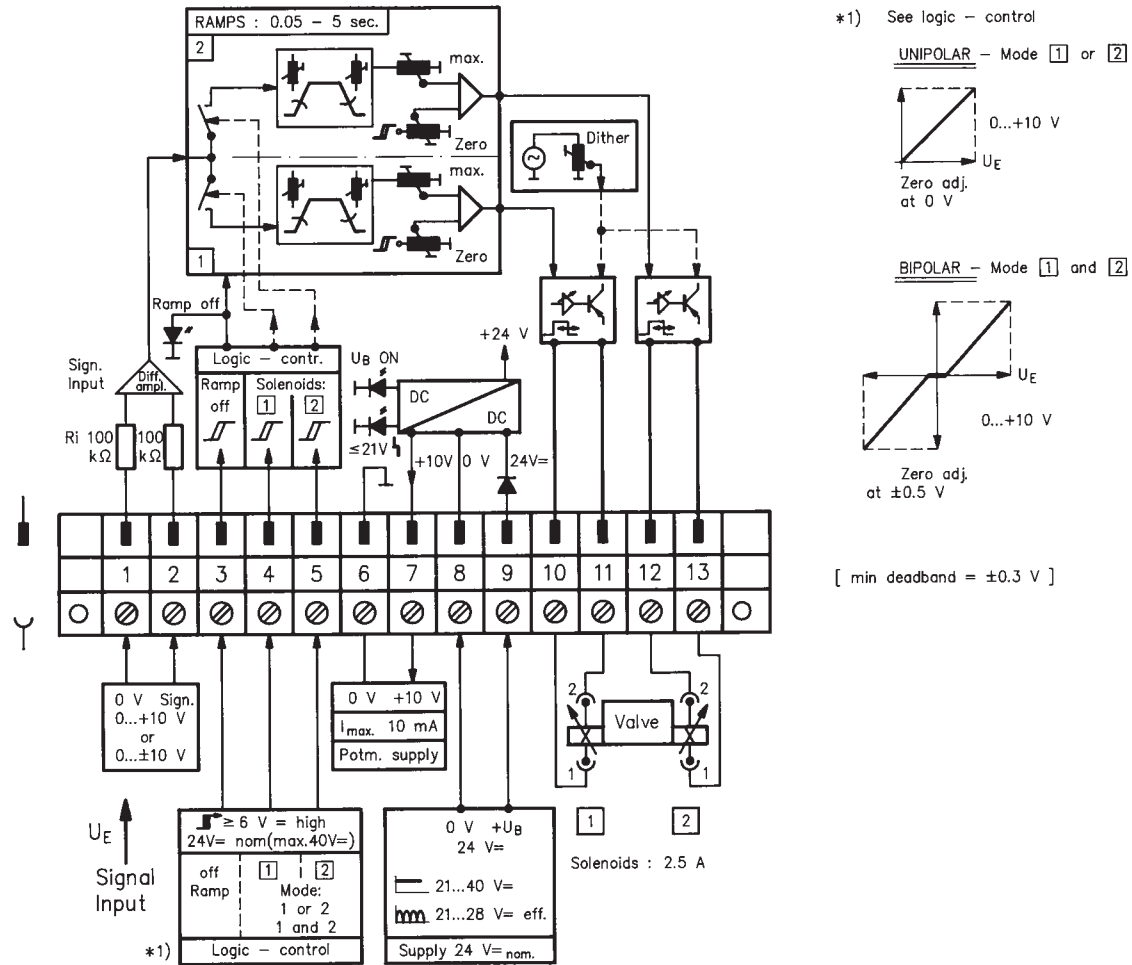 RAMPS : 0.05 – 5 sec.
2
max.
Zero
max.
Zero
1
Dither
Ramp off
+24 V
Sign.
Input
Diff.
ampl.
Logic – contr.
Ramp
off
Solenoids:
1
2
UB ON
DC
DC
≤21V
Ri 100
kΩ
100
kΩ
+10V
0 V
24V=
1 2 3 4 5 6 7 8 9 10 11 12 13
0 V Sign.
0...+10 V
or
0...±10 V
0 V +10 V
Imax. 10 mA
Potm. supply
2
2
Valve
1
1
1
2
Solenoids : 2.5 A
UE
Signal
Input
≥ 6 V = high
24V= nom(max.40V=)
off
Ramp
1
2
Mode:
1 or 2
1 and 2
*1)
Logic – control
0 V +UB
24 V=
21...40 V=
21...28 V= eff.
Supply 24 V= nom.
*1) See logic – control
UNIPOLAR – Mode 1 or 2
0...+10 V
UE
Zero adj.
at 0 V
BIPOLAR – Mode 1 and 2
UE
0...+10 V
Zero adj.
at ±0.5 V
[ min deadband = ±0.3 V ]